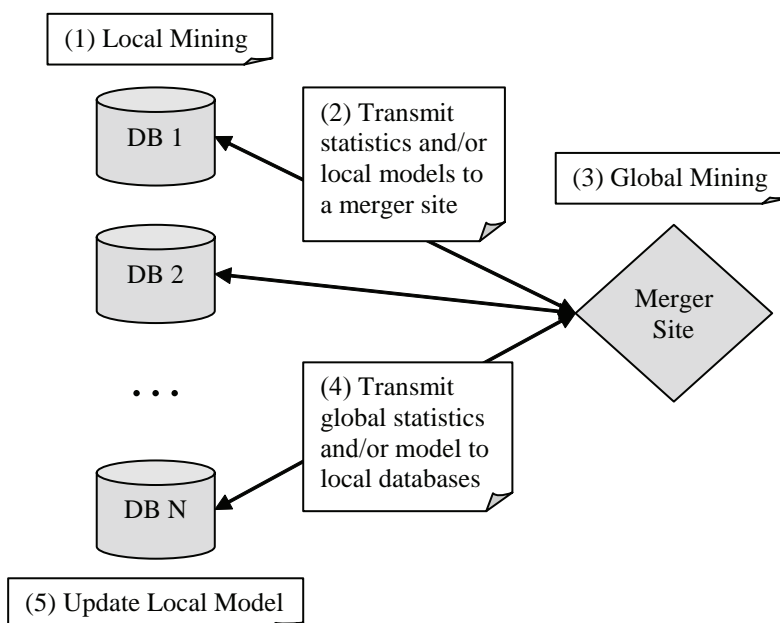 (1) Local Mining
DB 1
(2) Transmit
statistics and/or
local models to
a merger site
(3) Global Mining
DB 2
Merger
Site
...
(4) Transmit
global statistics
and/or model to
local databases
DB N
(5) Update Local Model